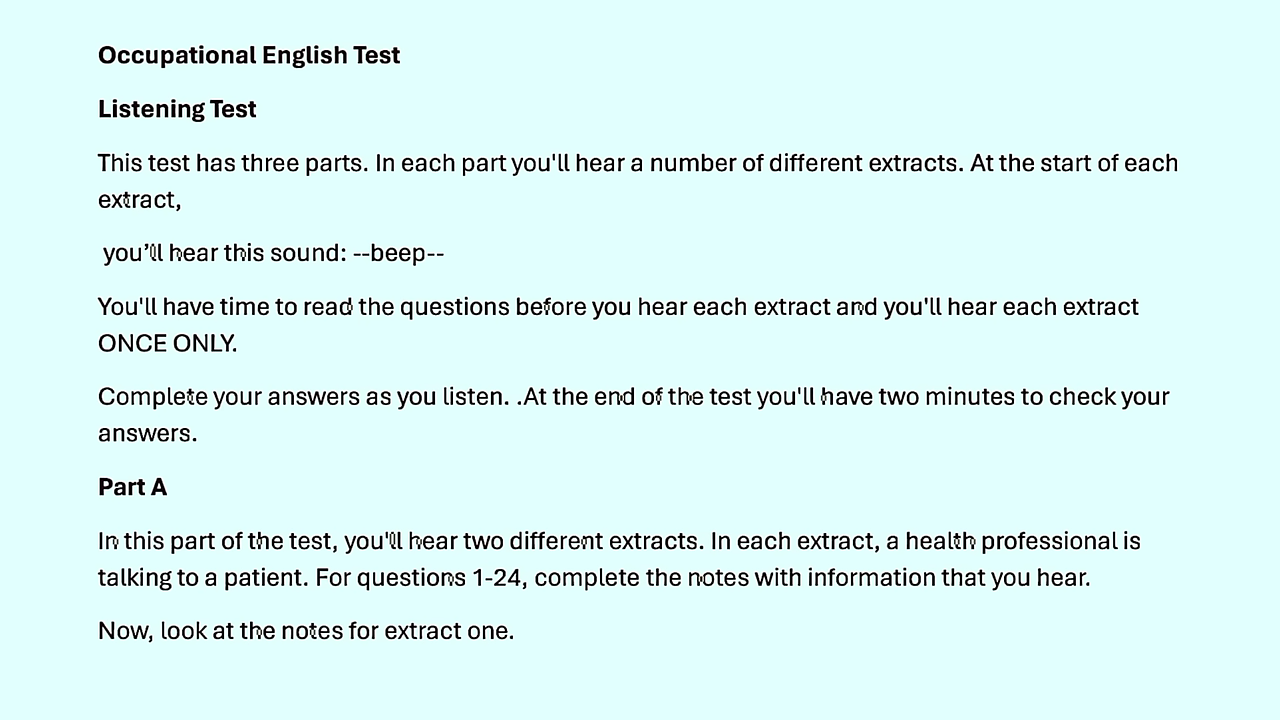 Occupational English Test
Listening Test
This test has three parts. In each part you'll hear a number of different extracts. At the start of each
extract,
you’ll hear this sound: --beep--
You'll have time to read the questions before you hear each extract and you'll hear each extract
ONCE ONLY.
Complete your answers as you listen. .At the end of the test you'll have two minutes to check your
answers.
Part A
In this part of the test, you'll hear two different extracts. In each extract, a health professional is
talking to a patient. For questions 1-24, complete the notes with information that you hear.
Now, look at the notes for extract one.